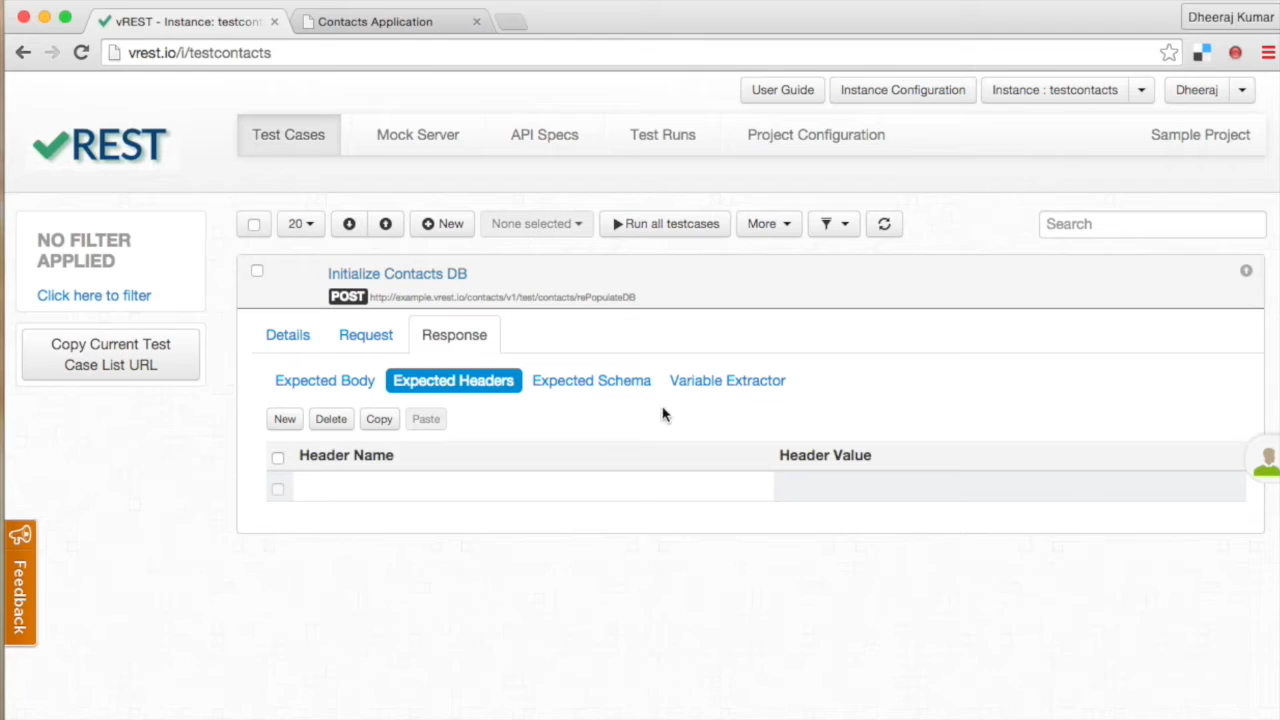 vREST - Instance: testcont
Contacts Application
Dheeraj Kumar
vrest.io/i/testcontacts
User Guide
Instance Configuration
Instance : testcontacts
Dheeraj
REST
Test Cases
Mock Server
API Specs
Test Runs
Project Configuration
Sample Project
NO FILTER
APPLIED
Click here to filter
Copy Current Test
Case List URL
20
New
None selected
Run all testcases
More
Search
Initialize Contacts DB
POST http://example.vrest.io/contacts/v1/test/contacts/rePopulateDB
Details
Request
Response
Expected Body
Expected Headers
Expected Schema
Variable Extractor
New
Delete
Copy
Paste
Header Name
Header Value
Feedback